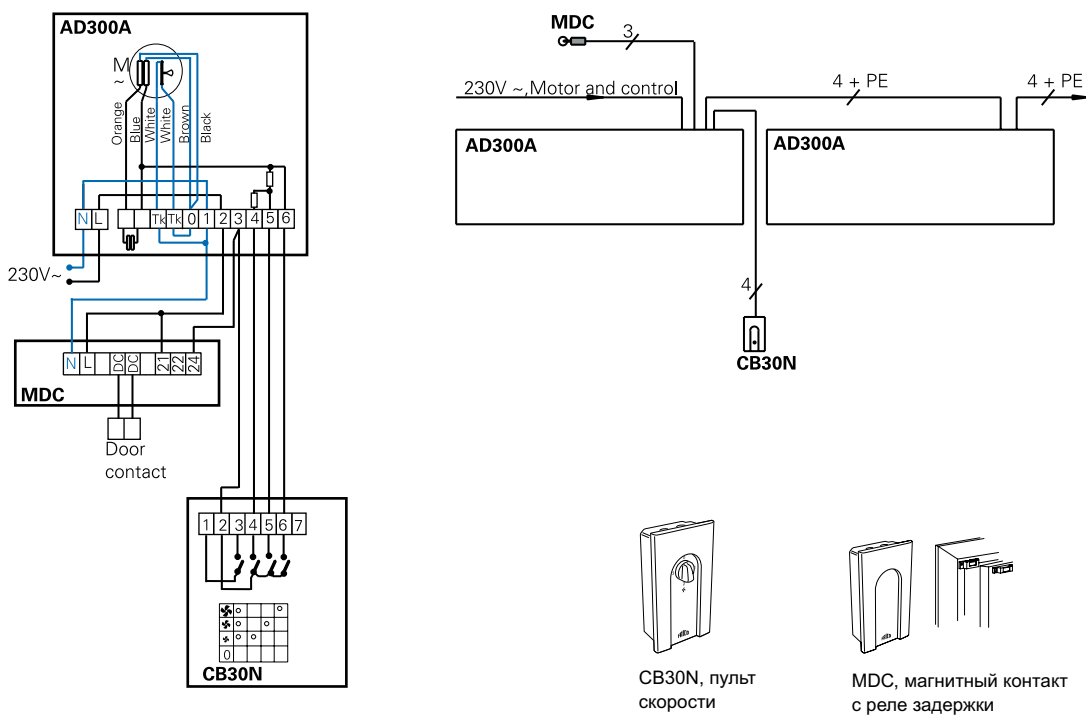 AD300A
M
~
Orange
Blue
White
White
Brown
Black
N L Tk Tk 0 1 2 3 4 5 6
230V~
N L DC DC 21 22 24
MDC
Door
contact
1 2 3 4 5 6 7
0
CB30N
MDC
3
230V ~,Motor and control
4 + PE
4 + PE
AD300A
AD300A
4
CB30N
CB30N, пульт
скорости
MDC, магнитный контакт
с реле задержки